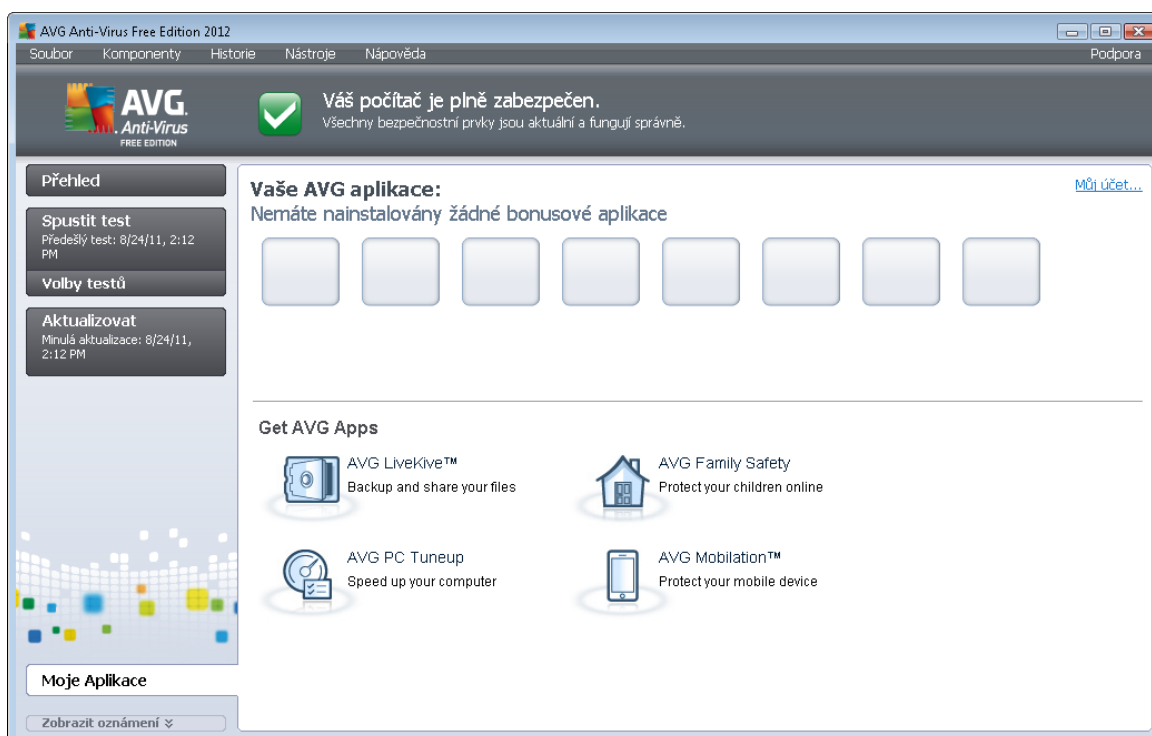 AVG Anti-Virus Free Edition 2012
Soubor Komponenty Historie Nástroje Nápověda Podpora
AVG.
Anti-Virus
FREE EDITION
Váš počítač je plně zabezpečen.
Všechny bezpečnostní prvky jsou aktuální a fungují správně.
Přehled
Spustit test
Předešlý test: 8/24/11, 2:12
PM
Volby testů
Aktualizovat
Minulá aktualizace: 8/24/11,
2:12 PM
Moje Aplikace
Zobrazit oznámení
Vaše AVG aplikace:
Můj účet...
Nemáte nainstalovány žádné bonusové aplikace
Get AVG Apps
AVG LiveKive™
Backup and share your files
AVG Family Safety
Protect your children online
AVG PC Tuneup
Speed up your computer
AVG Mobilation™
Protect your mobile device